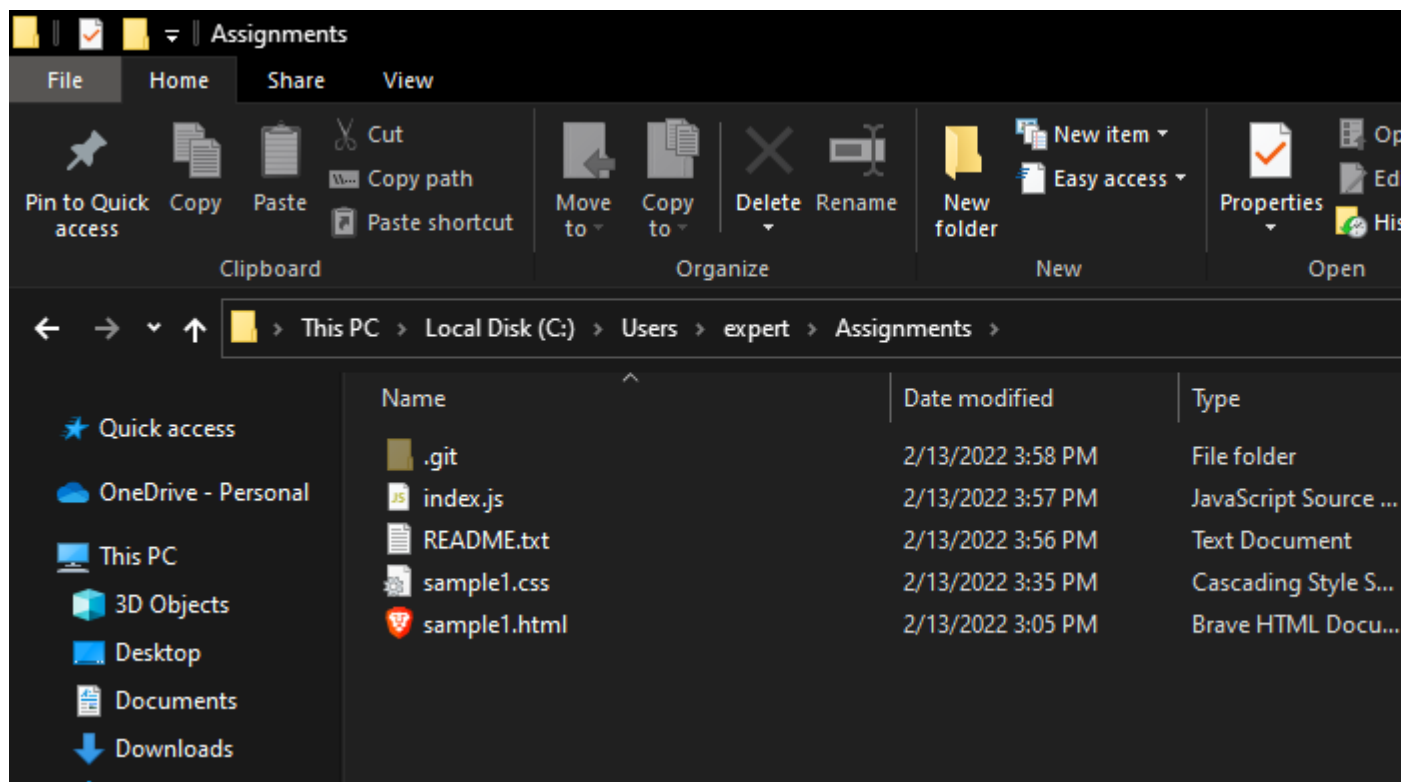 Assignments
File Home Share View
Pin to Quick access
Copy
Paste
Cut
Copy path
Paste shortcut
Clipboard
Move to
Copy to
Delete
Rename
Organize
New folder
New item
Easy access
New
Properties
Op
Ed
His
Open
This PC > Local Disk (C:) > Users > expert > Assignments >
Name Date modified Type
Quick access
OneDrive - Personal
This PC
3D Objects
Desktop
Documents
Downloads
.git 2/13/2022 3:58 PM File folder
index.js 2/13/2022 3:57 PM JavaScript Source ...
README.txt 2/13/2022 3:56 PM Text Document
sample1.css 2/13/2022 3:35 PM Cascading Style S...
sample1.html 2/13/2022 3:05 PM Brave HTML Docu...